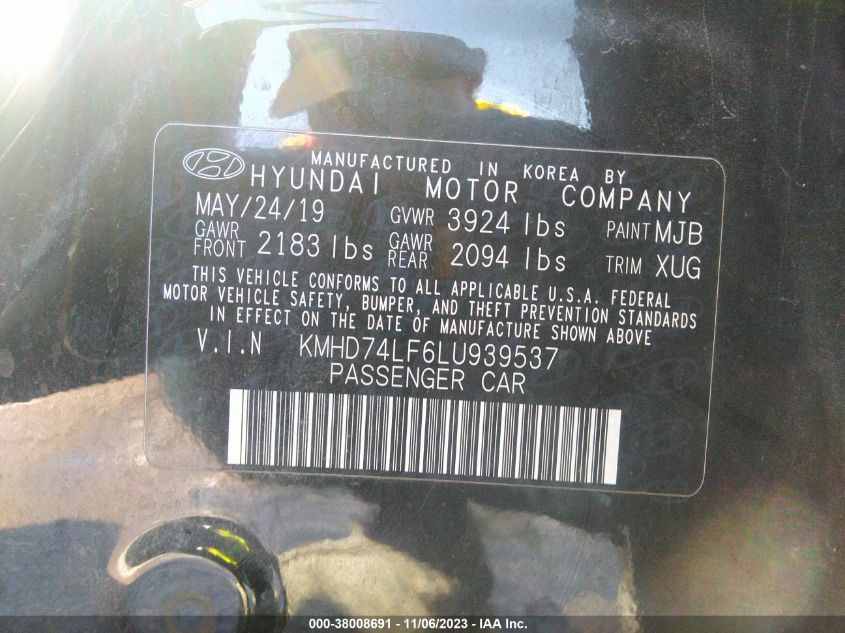 MANUFACTURED IN KOREA BY
HYUNDAI MOTOR COMPANY
MAY/24/19 GVWR 3924 lbs PAINT MJB
GAWR FRONT 2183 lbs GAWR REAR 2094 lbs TRIM XUG
THIS VEHICLE CONFORMS TO ALL APPLICABLE U.S.A. FEDERAL
MOTOR VEHICLE SAFETY, BUMPER, AND THEFT PREVENTION STANDARDS
IN EFFECT ON THE DATE OF MANUFACTURE SHOWN ABOVE
V.I.N KMHD74LF6LU939537
PASSENGER CAR
000-38008691 - 11/06/2023 - IAA Inc.